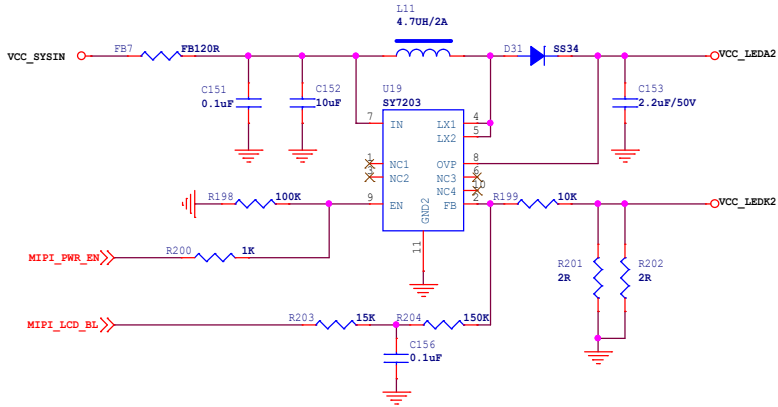 L11
4.7UH/2A
VCC_SYSIN
FB7
FB120R
D31
SS34
VCC_LEDA2
C151
0.1uF
C152
10uF
U19
SY7203
C153
2.2uF/50V
7
IN
LX1
4
LX2
5
1
NC1
OVP
8
NC2
NC3
6
NC4
10
R198
100K
9
EN
GND2
FB
2
R199
10K
VCC_LEDK2
11
MIPI_PWR_EN
R200
1K
R201
2R
R202
2R
MIPI_LCD_BL
R203
15K
R204
150K
C156
0.1uF